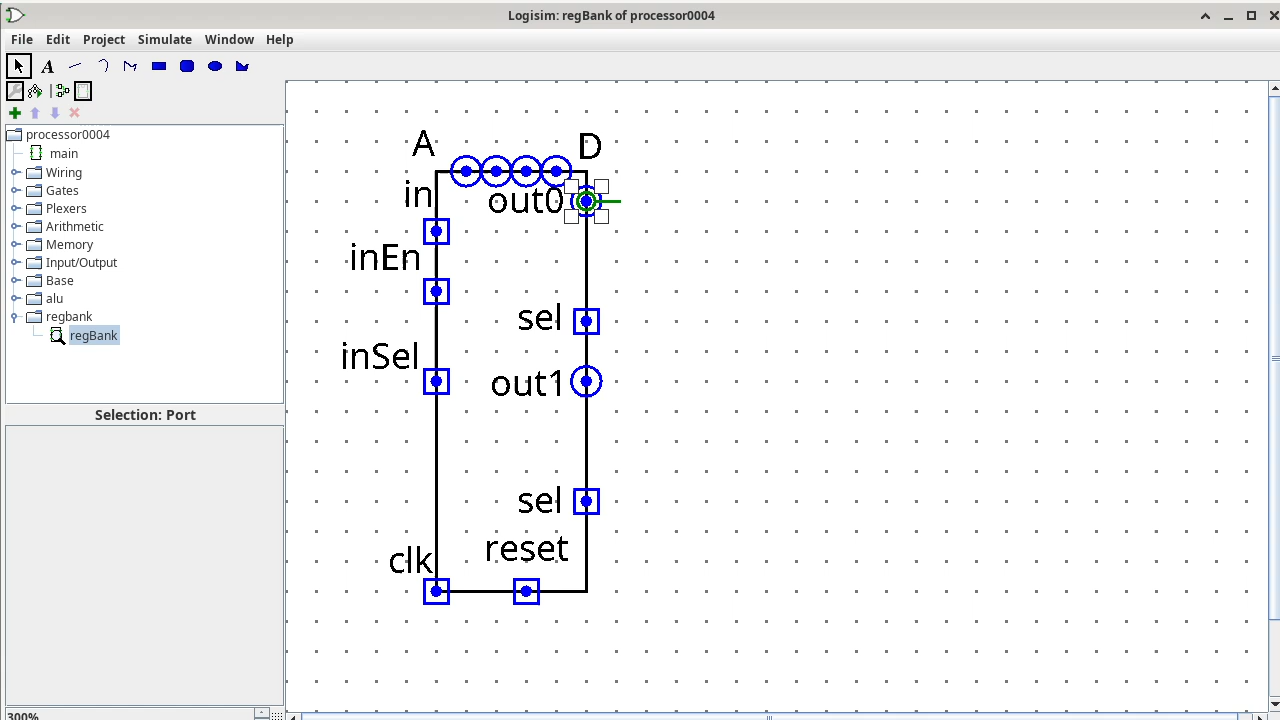 Logisim: regBank of processor0004
File Edit Project Simulate Window Help
A
processor0004
main
Wiring
Gates
Plexers
Arithmetic
Memory
Input/Output
Base
alu
regbank
regBank
Selection: Port
300%
A D
in out0
inEn
sel
inSel
out1
sel
reset
clk